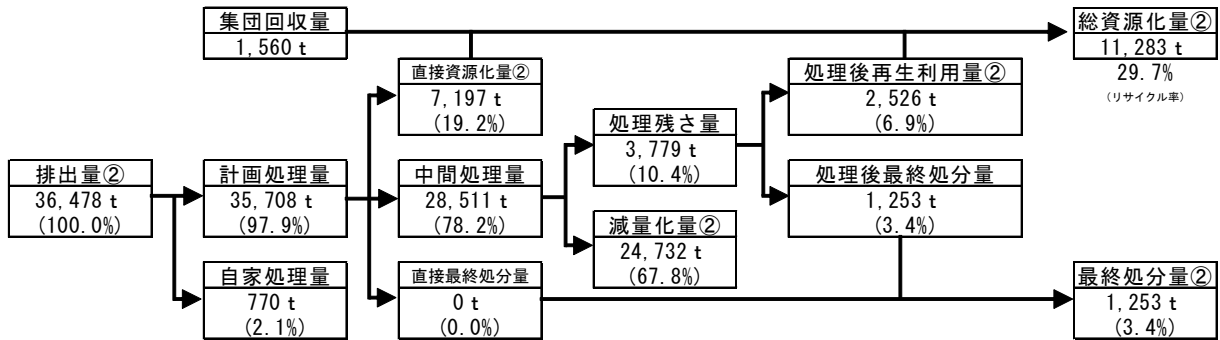 集団回収量
1,560 t
総資源化量②
11,283 t
29.7%
(リサイクル率)
直接資源化量②
7,197 t
(19.2%)
処理後再生利用量②
2,526 t
(6.9%)
処理残さ量
3,779 t
(10.4%)
排出量②
36,478 t
(100.0%)
計画処理量
35,708 t
(97.9%)
中間処理量
28,511 t
(78.2%)
処理後最終処分量
1,253 t
(3.4%)
減量化量②
24,732 t
(67.8%)
自家処理量
770 t
(2.1%)
直接最終処分量
0 t
(0.0%)
最終処分量②
1,253 t
(3.4%)